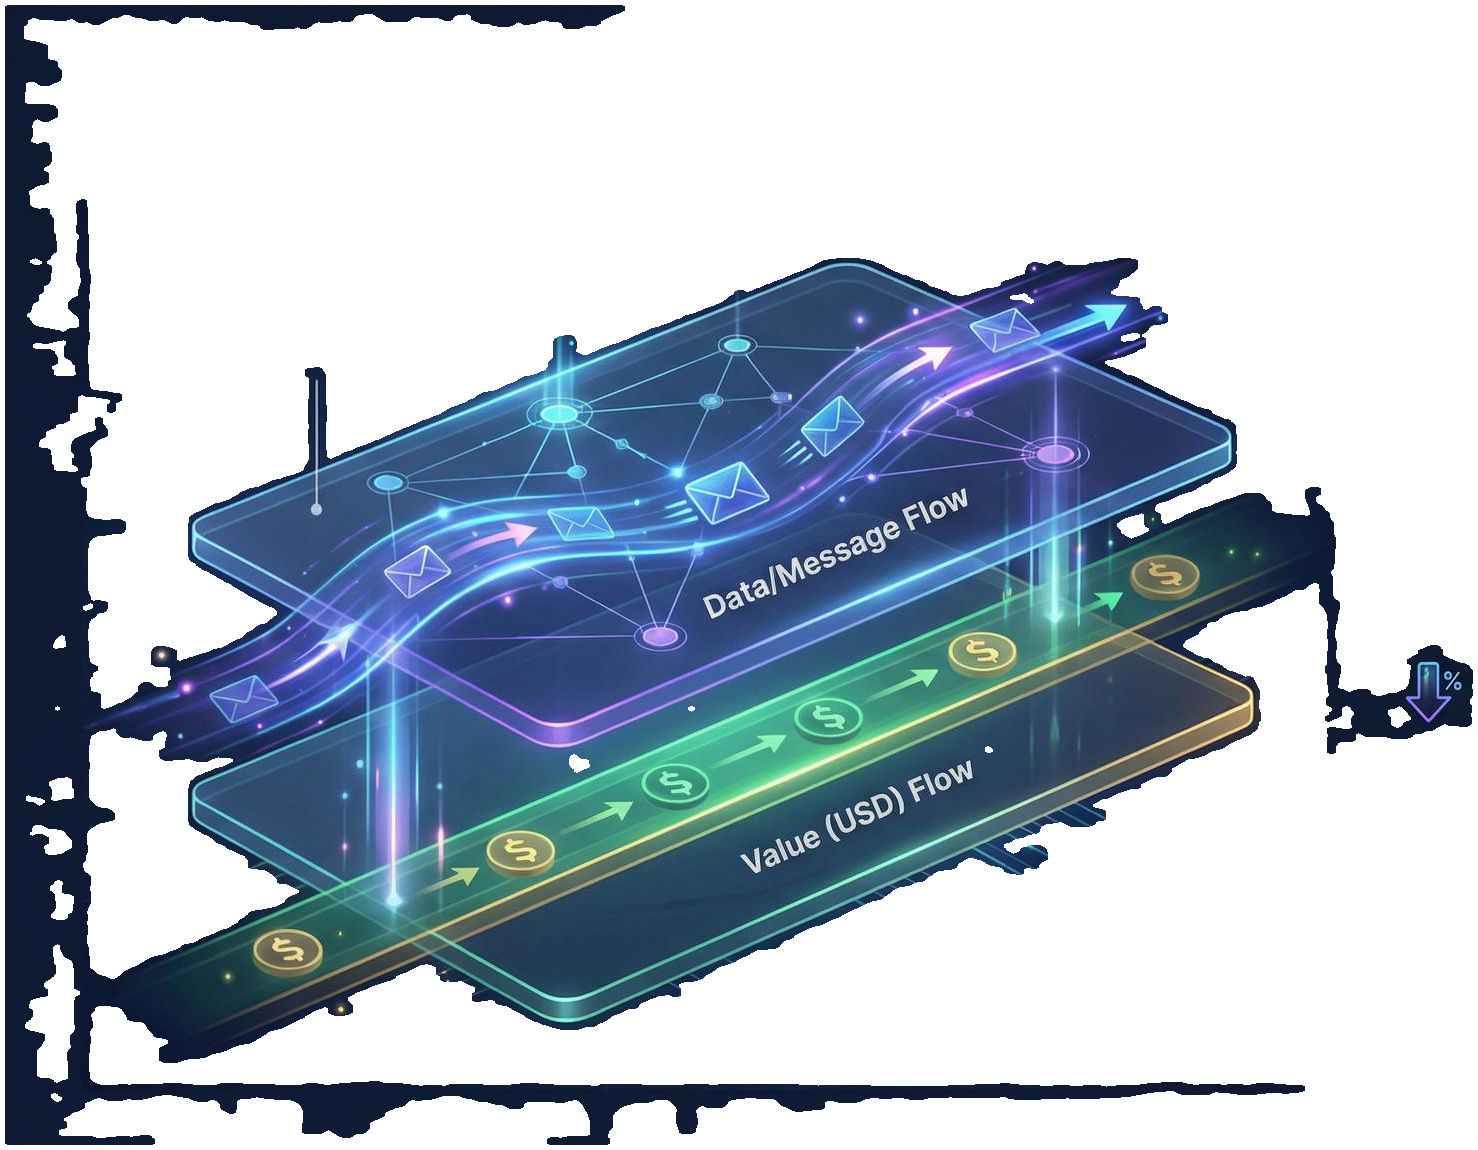 Data/Message Flow
%
Value (USD) Flow